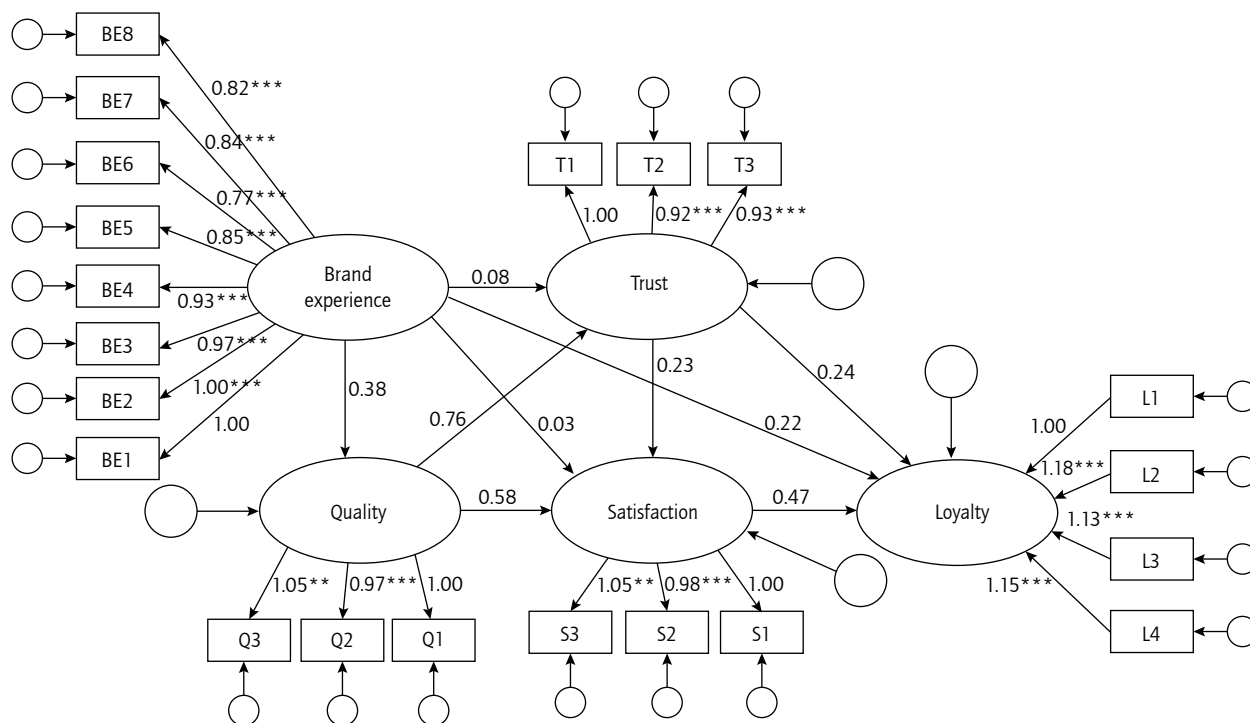 BE8
0.82***
BE7
0.84***
BE6
0.77***
BE5
0.85***
BE4
0.93***
BE3
0.97***
BE2
1.00***
BE1
1.00
Brand
experience
T1
T2
T3
1.00
0.92***
0.93***
Trust
0.08
0.38
0.76
0.03
0.23
0.22
0.24
Quality
0.58
Satisfaction
0.47
Loyalty
1.05**
0.97***
1.00
Q3
Q2
Q1
1.05**
0.98***
1.00
S3
S2
S1
L1
1.00
L2
1.18***
L3
1.13***
L4
1.15***